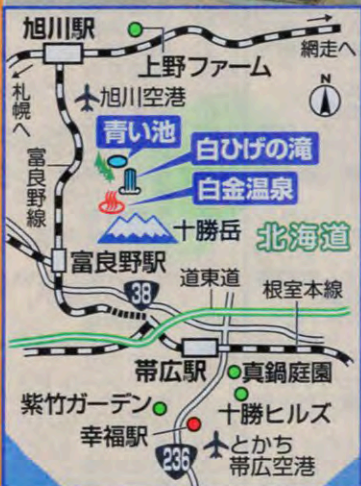 旭川駅
網走へ
上野ファーム
札幌へ
旭川空港
N
青い池
富良野線
白ひげの滝
白金温泉
十勝岳
北海道
富良野駅
38
道東道
根室本線
帯広駅
真鍋庭園
紫竹ガーデン
十勝ヒルズ
幸福駅
とかち
帯広空港
236